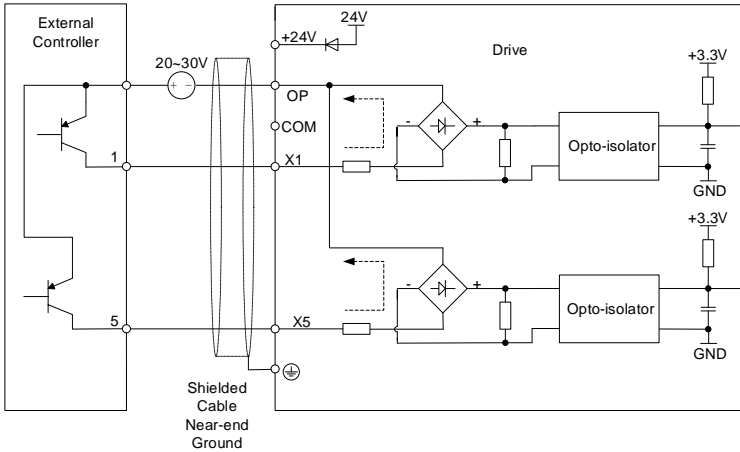 External
Controller
20~30V
+ -
1
5
Shielded
Cable
Near-end
Ground
24V
+24V
Drive
OP
COM
X1
- +
Opto-isolator
+3.3V
GND
X5
- +
Opto-isolator
+3.3V
GND